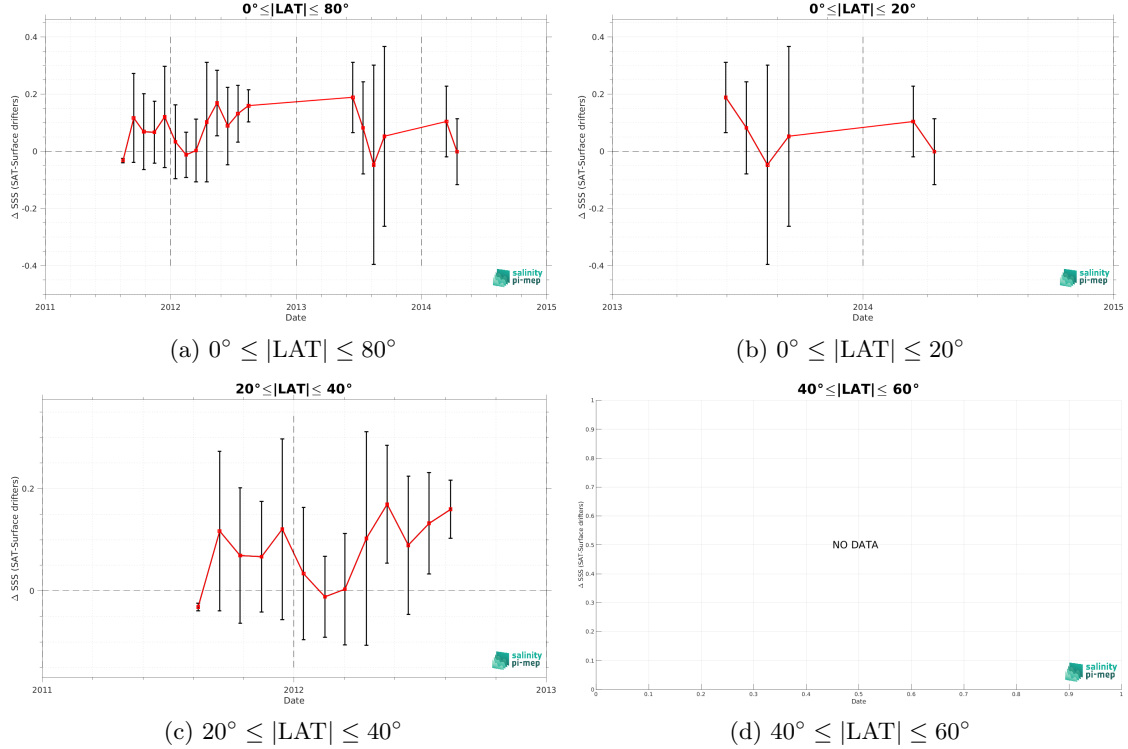 0°≤|LAT|≤ 80°
0.4
0.2
0
-0.2
-0.4
Δ SSS (SAT-Surface drifters)
2011
2012
2013
2014
2015
Date
salinity
pi-mep
(a) 0° ≤ |LAT| ≤ 80°
0°≤|LAT|≤ 20°
0.4
0.2
0
-0.2
-0.4
Δ SSS (SAT-Surface drifters)
2013
2014
2015
Date
salinity
pi-mep
(b) 0° ≤ |LAT| ≤ 20°
20°≤|LAT|≤ 40°
0.2
0
Δ SSS (SAT-Surface drifters)
2011
2012
2013
Date
salinity
pi-mep
(c) 20° ≤ |LAT| ≤ 40°
40°≤|LAT|≤ 60°
1
0.9
0.8
0.7
0.6
0.5
0.4
0.3
0.2
0.1
0
Δ SSS (SAT-Surface drifters)
NO DATA
0
0.1
0.2
0.3
0.4
0.5
0.6
0.7
0.8
0.9
1
Date
salinity
pi-mep
(d) 40° ≤ |LAT| ≤ 60°